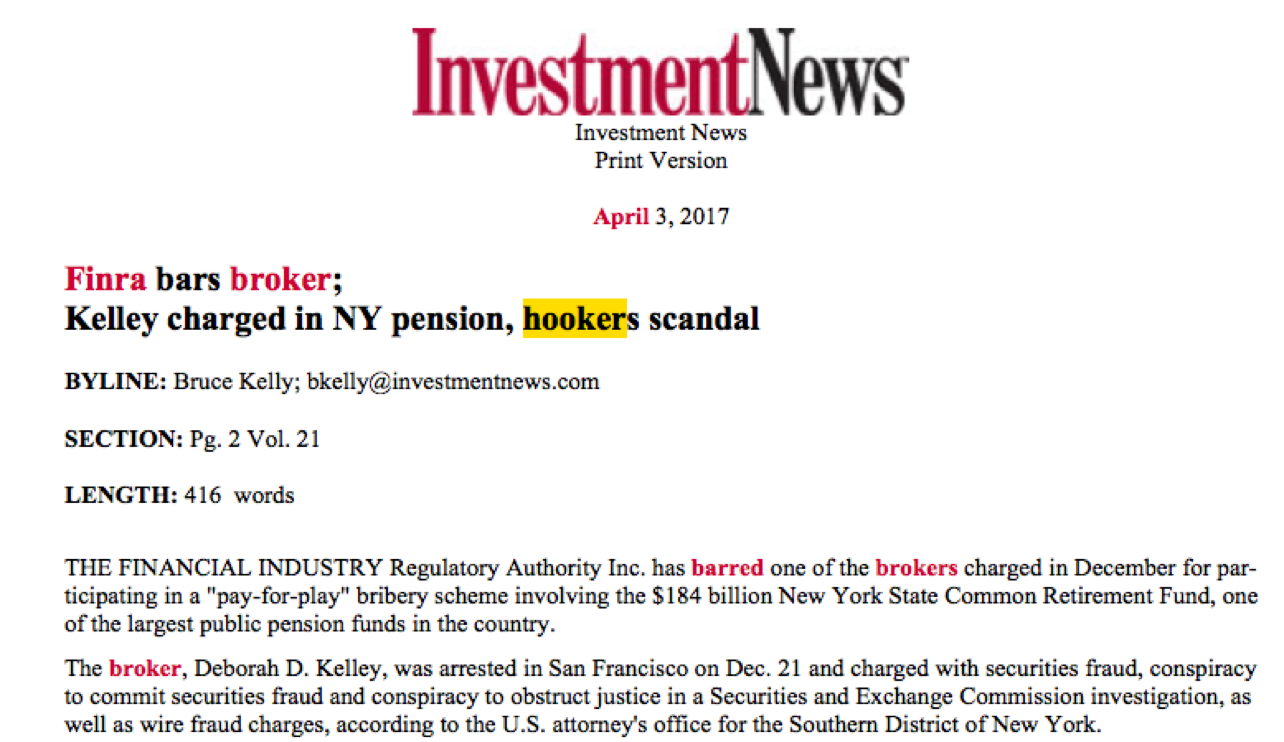 InvestmentNews
Investment News
Print Version
April 3, 2017
Finra bars broker;
Kelley charged in NY pension, hookers scandal
BYLINE: Bruce Kelly; bkelly@investmentnews.com
SECTION: Pg. 2 Vol. 21
LENGTH: 416 words
THE FINANCIAL INDUSTRY Regulatory Authority Inc. has barred one of the brokers charged in December for par-
ticipating in a "pay-for-play" bribery scheme involving the $184 billion New York State Common Retirement Fund, one
of the largest public pension funds in the country.
The broker, Deborah D. Kelley, was arrested in San Francisco on Dec. 21 and charged with securities fraud, conspiracy
to commit securities fraud and conspiracy to obstruct justice in a Securities and Exchange Commission investigation, as
well as wire fraud charges, according to the U.S. attorney's office for the Southern District of New York.